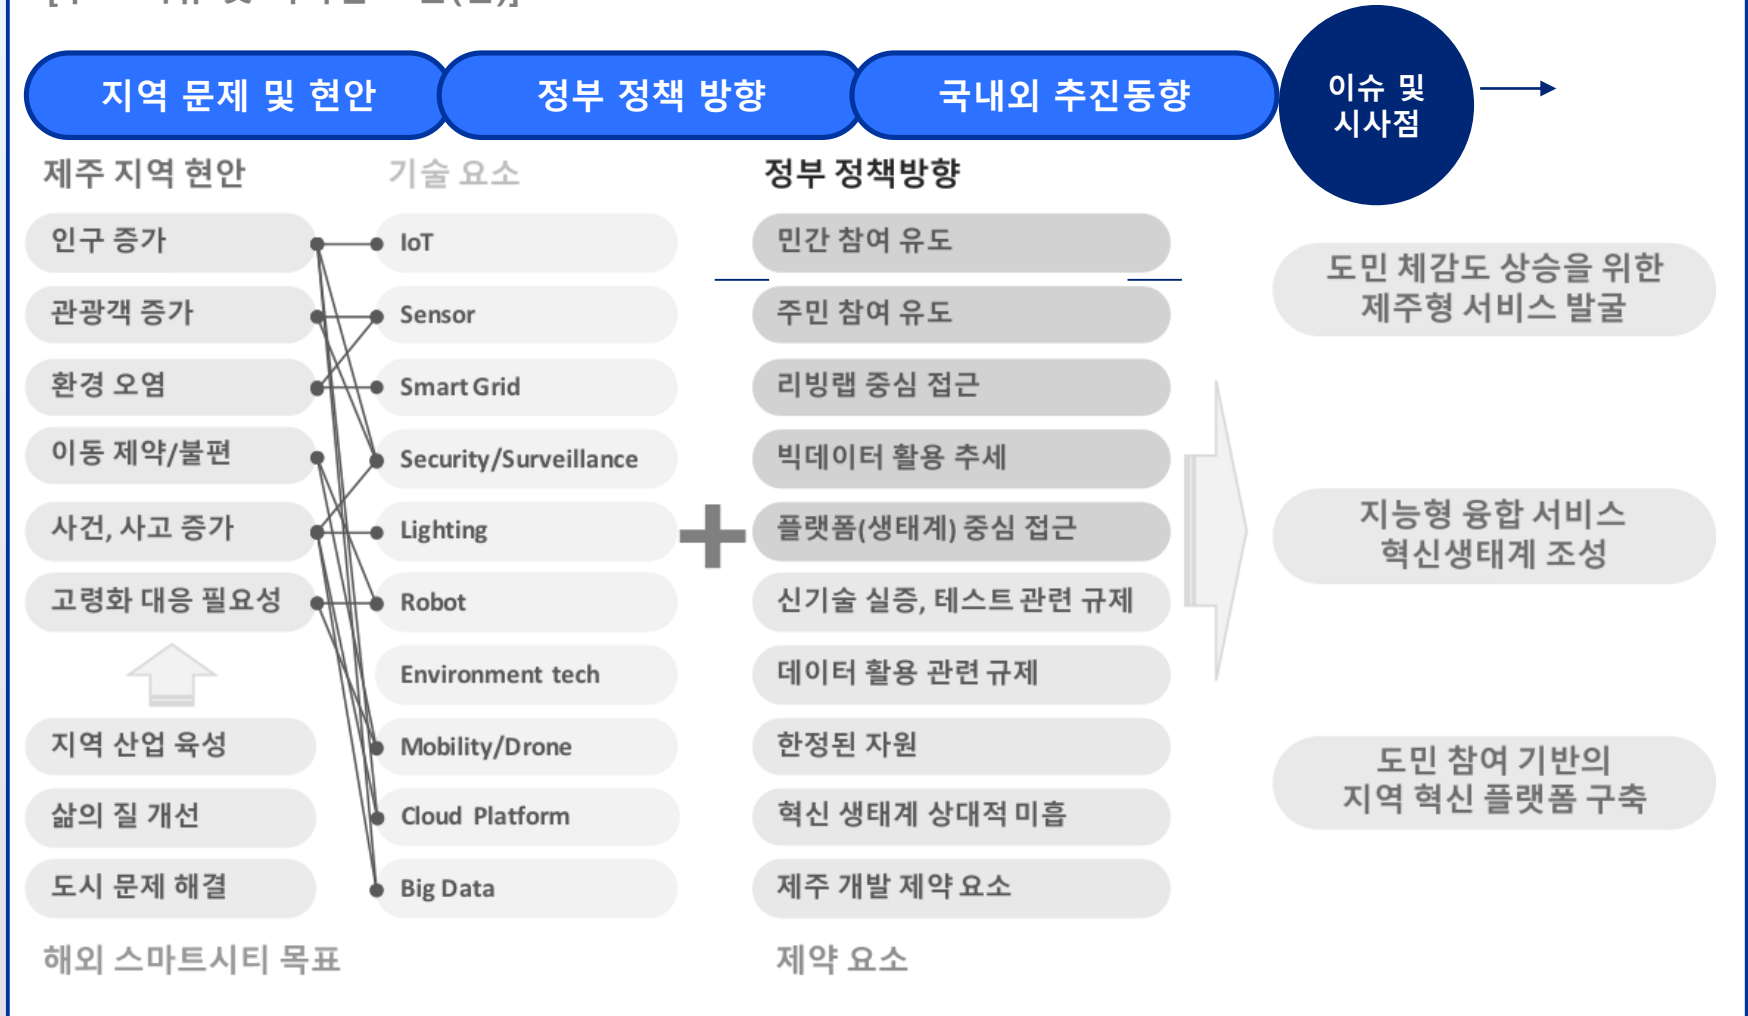 지역 문제 및 현안
정부 정책 방향
국내외 추진동향
이슈 및
시사점
제주 지역 현안
기술 요소
정부 정책방향
인구 증가
관광객 증가
환경 오염
이동 제약/불편
사건, 사고 증가
고령화 대응 필요성
지역 산업 육성
삶의 질 개선
도시 문제 해결
해외 스마트시티 목표
IoT
Sensor
Smart Grid
Security/Surveillance
Lighting
Robot
Environment tech
Mobility/Drone
Cloud Platform
Big Data
+
민간 참여 유도
주민 참여 유도
리빙랩 중심 접근
빅데이터 활용 추세
플랫폼(생태계) 중심 접근
신기술 실증, 테스트 관련 규제
데이터 활용 관련 규제
한정된 자원
혁신 생태계 상대적 미흡
제주 개발 제약 요소
제약 요소
도민 체감도 상승을 위한
제주형 서비스 발굴
지능형 융합 서비스
혁신생태계 조성
도민 참여 기반의
지역 혁신 플랫폼 구축